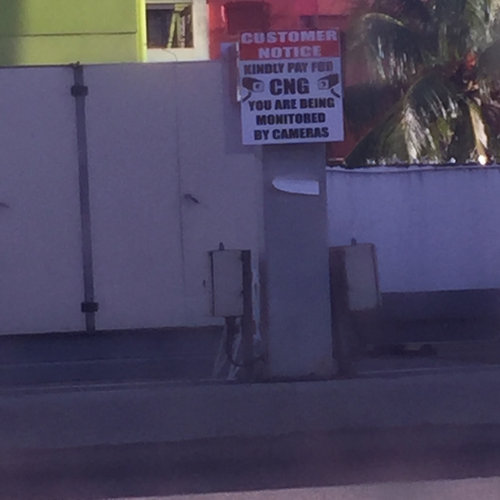 CUSTOMER
NOTICE
KINDLY PAY FOR
CNG
YOU ARE BEING
MONITORED
BY CAMERAS